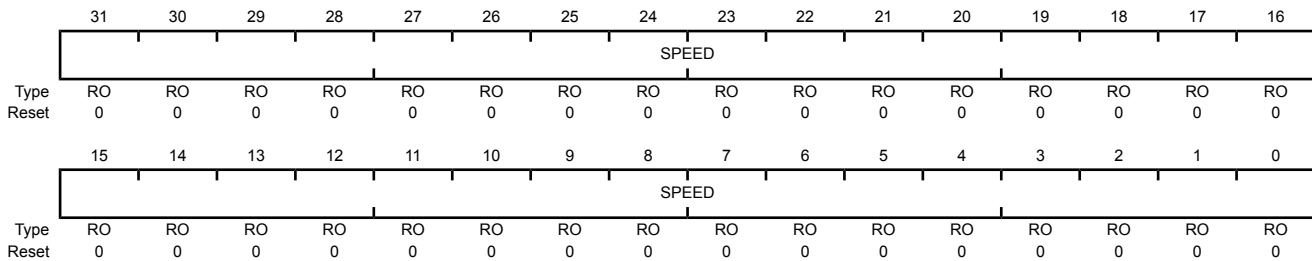 31 30 29 28 27 26 25 24 23 22 21 20 19 18 17 16
SPEED
Type RO RO RO RO RO RO RO RO RO RO RO RO RO RO RO RO
Reset 0 0 0 0 0 0 0 0 0 0 0 0 0 0 0 0
15 14 13 12 11 10 9 8 7 6 5 4 3 2 1 0
SPEED
Type RO RO RO RO RO RO RO RO RO RO RO RO RO RO RO RO
Reset 0 0 0 0 0 0 0 0 0 0 0 0 0 0 0 0